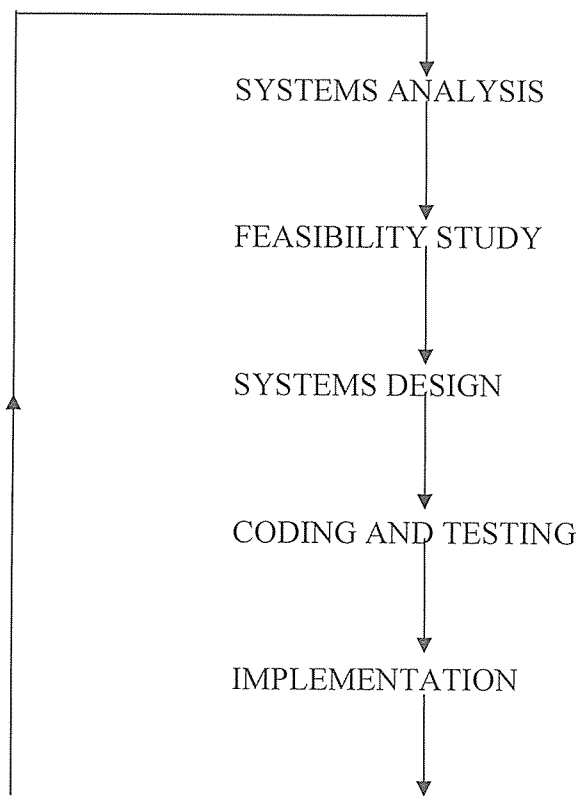 SYSTEMS ANALYSIS
FEASIBILITY STUDY
SYSTEMS DESIGN
CODING AND TESTING
IMPLEMENTATION